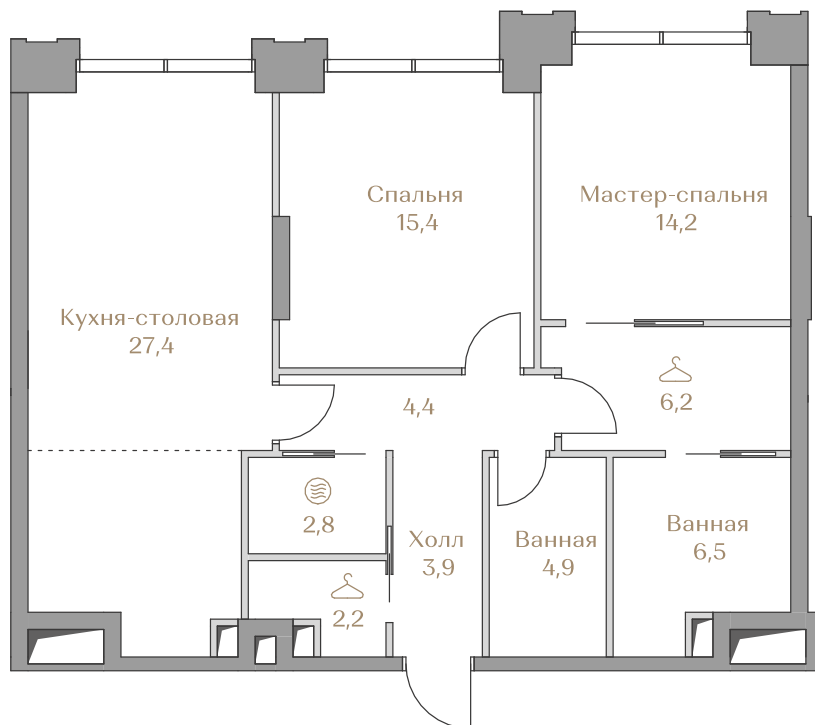 Спальня
15,4
Мастер-спальня
14,2
Кухня-столовая
27,4
4,4
6,2
2,8
Холл
3,9
Ванная
4,9
Ванная
6,5
2,2